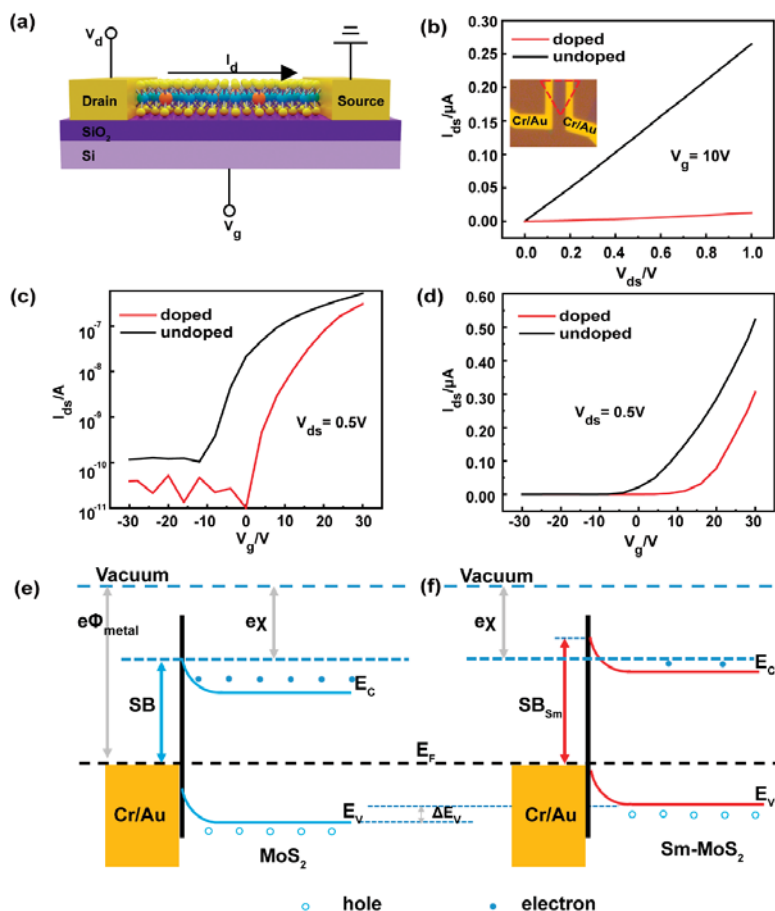 (a)
V_d
I_d
Drain
Source
SiO₂
Si
V_g
(b)
0.30
0.25
0.20
0.15
0.10
0.05
0.00
I_ds/μA
doped
undoped
Cr/Au
Cr/Au
V_g = 10V
0.0 0.2 0.4 0.6 0.8 1.0
V_ds/V
(c)
10⁻⁷
10⁻⁸
10⁻⁹
10⁻¹⁰
10⁻¹¹
I_ds/A
doped
undoped
V_ds = 0.5V
-30 -20 -10 0 10 20 30
V_g/V
(d)
0.60
0.50
0.40
0.30
0.20
0.10
0.00
I_ds/μA
doped
undoped
V_ds = 0.5V
-30 -20 -10 0 10 20 30
V_g/V
(e)
Vacuum
eΦ_metal
eχ
SB
E_C
E_F
Cr/Au
E_V
ΔE_V
MoS₂
(f)
Vacuum
eχ
SB_Sm
E_C
Cr/Au
E_V
Sm-MoS₂
hole
electron